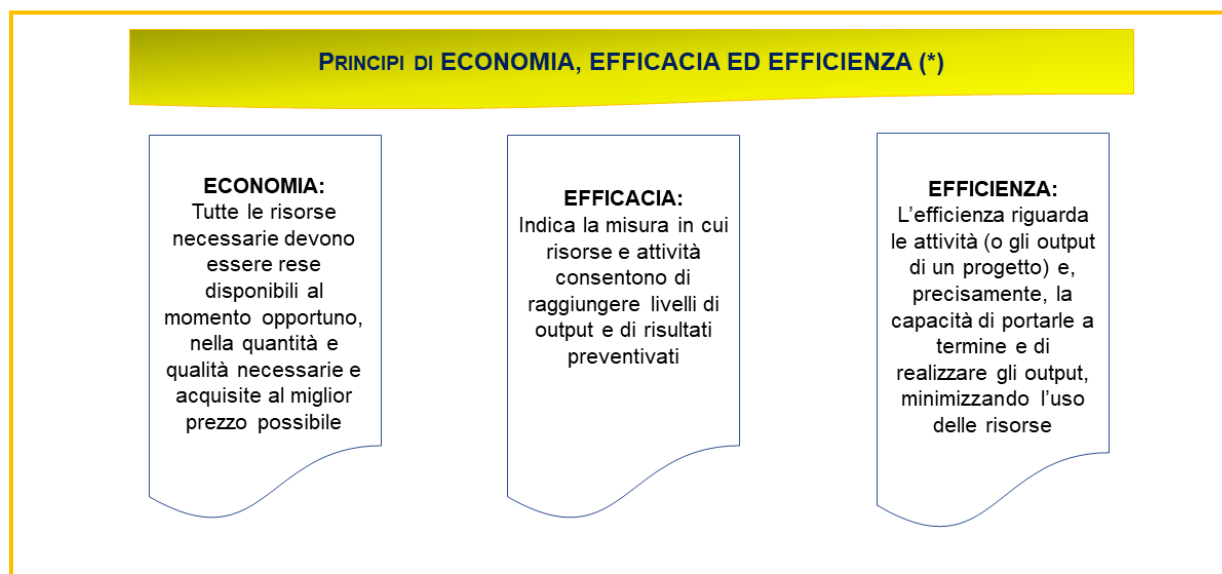 PRINCIPI DI ECONOMIA, EFFICACIA ED EFFICIENZA (*)
ECONOMIA:
Tutte le risorse
necessarie devono
essere rese
disponibili al
momento opportuno,
nella quantità e
qualità necessarie e
acquisite al miglior
prezzo possibile
EFFICACIA:
Indica la misura in cui
risorse e attività
consentono di
raggiungere livelli di
output e di risultati
preventivati
EFFICIENZA:
L'efficienza riguarda
le attività (o gli output
di un progetto) e,
precisamente, la
capacità di portarle a
termine e di
realizzare gli output,
minimizzando l'uso
delle risorse